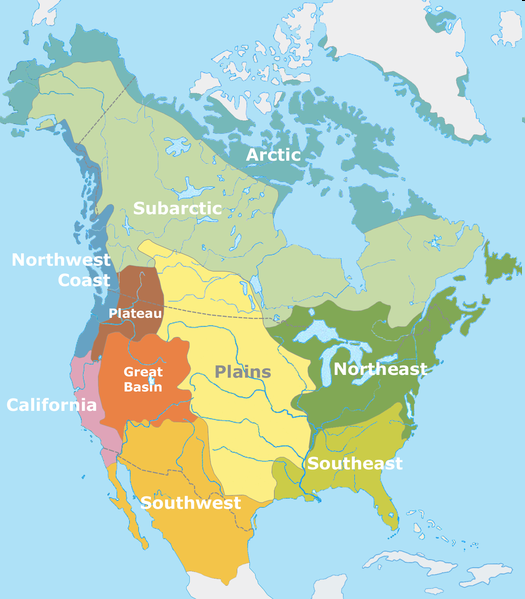 Arctic
Subarctic
Northwest
Coast
Plateau
Great
Basin
Plains
Northeast
California
Southeast
Southwest